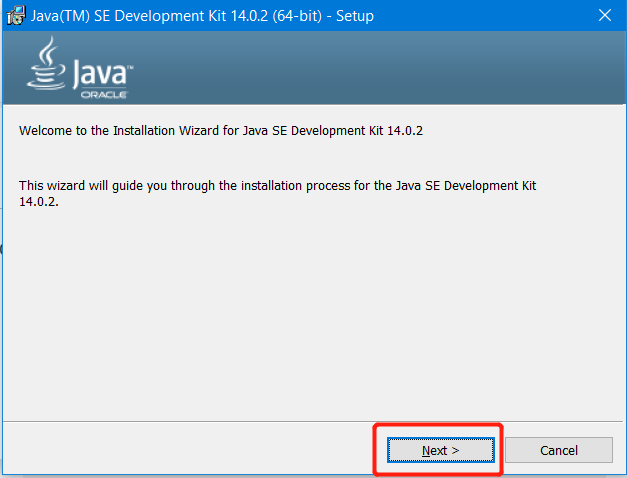 Java(TM) SE Development Kit 14.0.2 (64-bit) - Setup
Java™
ORACLE
Welcome to the Installation Wizard for Java SE Development Kit 14.0.2
This wizard will guide you through the installation process for the Java SE Development Kit
14.0.2.
Next >
Cancel